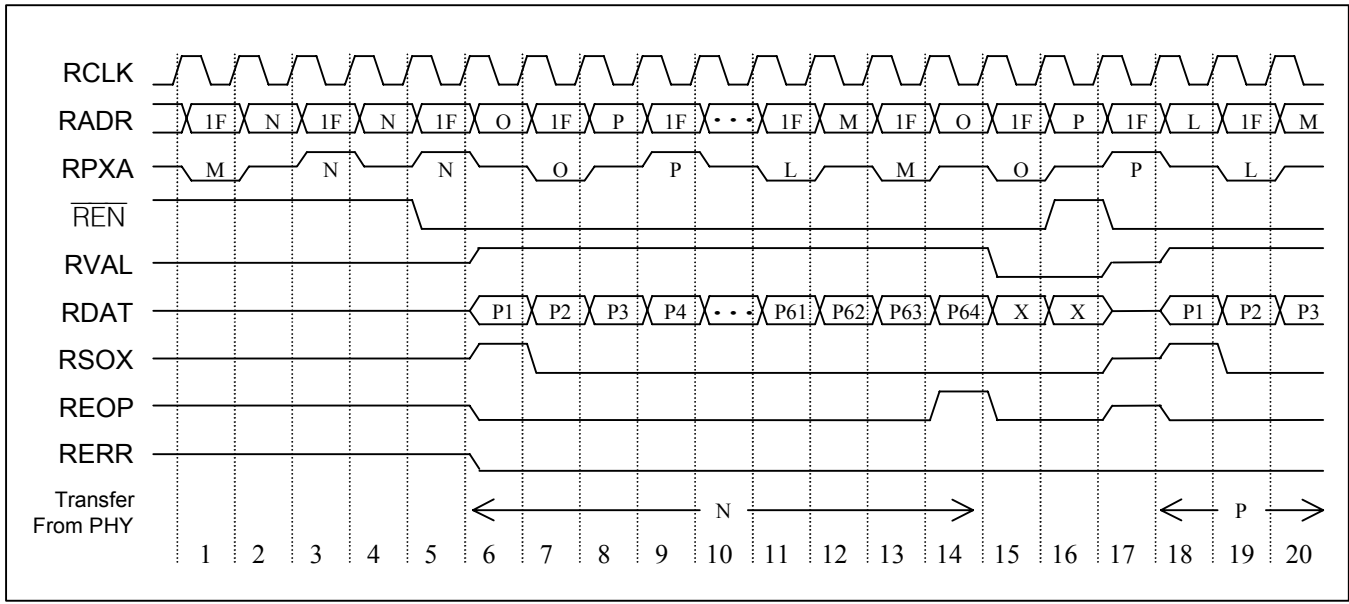 RCLK
RADR 1F N 1F N 1F O 1F P 1F ··· 1F M 1F O 1F P 1F L 1F M
RPXA M N N O P L M O P L
REN
RVAL
RDAT P1 P2 P3 P4 ··· P61 P62 P63 P64 X X P1 P2 P3
RSOX
REOP
RERR
Transfer
From PHY
N P
1 2 3 4 5 6 7 8 9 10 11 12 13 14 15 16 17 18 19 20